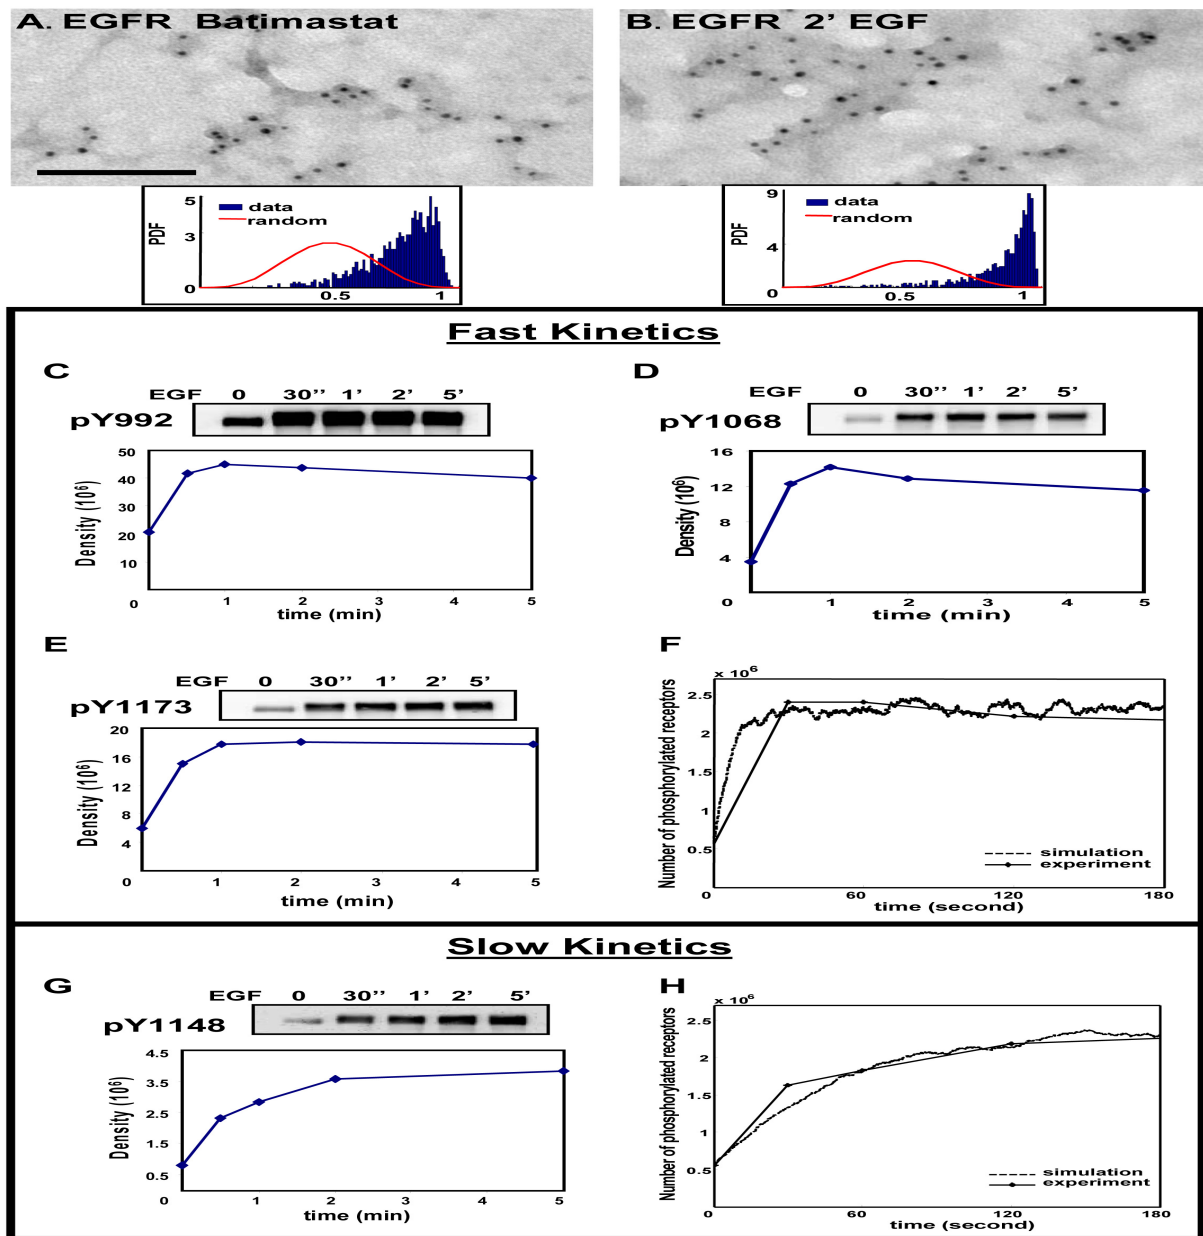 A. EGFR Batimastat
B. EGFR 2’ EGF
5
3
0
PDF
data
random
0.5
1
9
4
0
PDF
data
random
0.5
1
Fast Kinetics
C
EGF 0 30’’ 1’ 2’ 5’
pY992
50
40
30
20
10
0
Density (10⁶)
1 2 3 4 5
time (min)
D
EGF 0 30’’ 1’ 2’ 5’
pY1068
16
12
8
4
0
Density (10⁶)
1 2 3 4 5
time (min)
E
EGF 0 30’’ 1’ 2’ 5’
pY1173
20
16
12
8
4
0
Density (10⁶)
1 2 3 4 5
time (min)
F
x 10⁶
2.5
2
1.5
1
0.5
0
Number of phosphorylated receptors
simulation
experiment
60 120 180
time (second)
Slow Kinetics
G
EGF 0 30’’ 1’ 2’ 5’
pY1148
4.5
3.5
2.5
1.5
0.5
Density (10⁶)
0 1 2 3 4 5
time (min)
H
x 10⁶
2.5
2
1.5
1
0.5
Number of phosphorylated receptors
simulation
experiment
0 60 120 180
time (second)